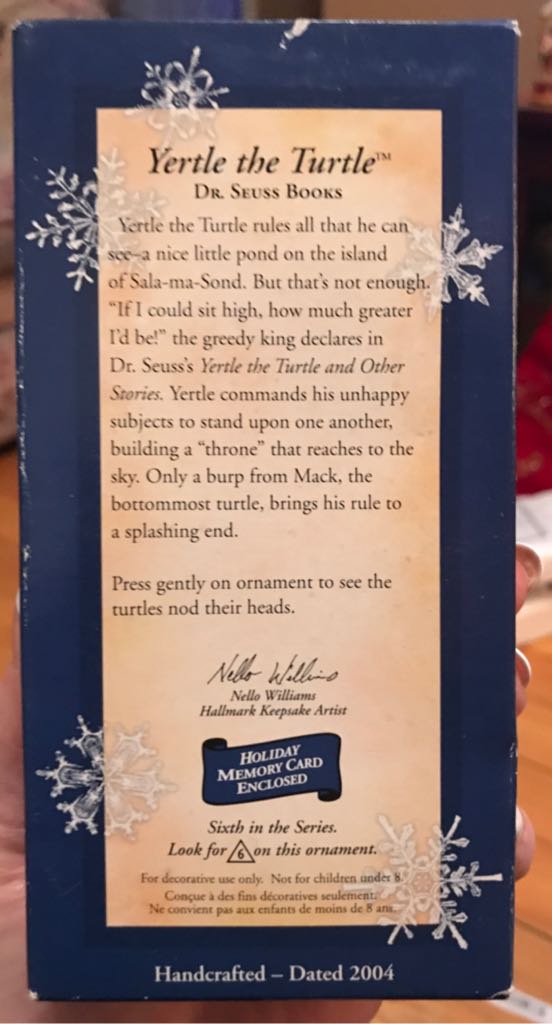 Yertle the Turtle™
DR. SEUSS BOOKS
Yertle the Turtle rules all that he can
see–a nice little pond on the island
of Sala-ma-Sond. But that's not enough.
"If I could sit high, how much greater
I'd be!" the greedy king declares in
Dr. Seuss's Yertle the Turtle and Other
Stories. Yertle commands his unhappy
subjects to stand upon one another,
building a "throne" that reaches to the
sky. Only a burp from Mack, the
bottommost turtle, brings his rule to
a splashing end.
Press gently on ornament to see the
turtles nod their heads.
Nello Williams
Nello Williams
Hallmark Keepsake Artist
HOLIDAY
MEMORY CARD
ENCLOSED
Sixth in the Series.
Look for 6 on this ornament.
For decorative use only. Not for children under 8.
Conçue à des fins décoratives seulement.
Ne convient pas aux enfants de moins de 8 ans.
Handcrafted – Dated 2004